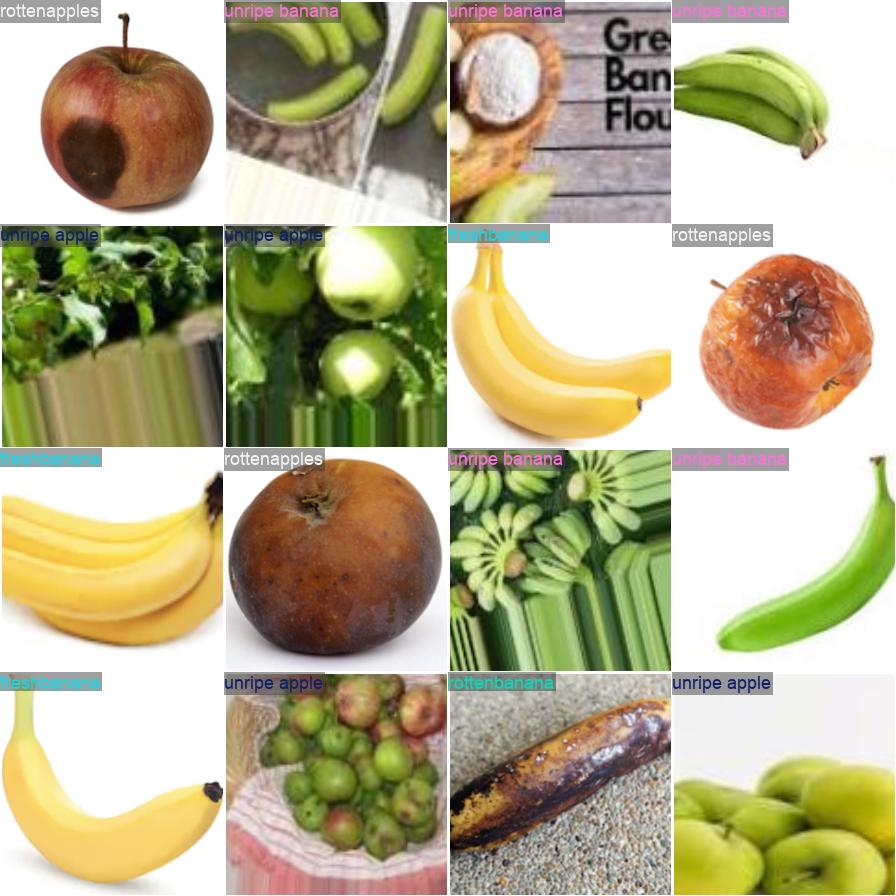 rottenapples
unripe banana
unripe banana
Gre
Ban
Flou
unripe banana
unripe apple
unripe apple
freshbanana
rottenapples
freshbanana
rottenapples
unripe banana
unripe banana
freshbanana
unripe apple
rottenbanana
unripe apple